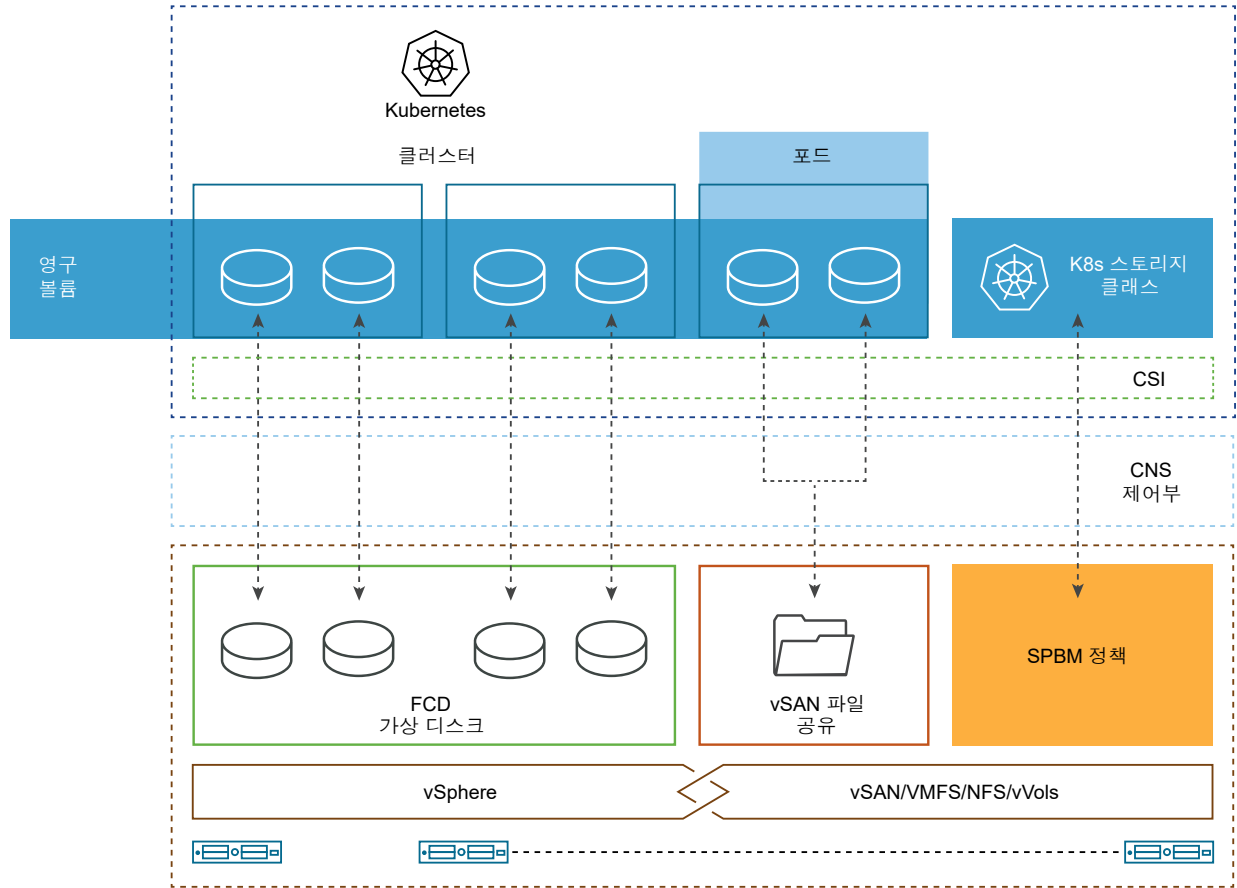 Kubernetes
클러스터
포드
영구
볼륨
K8s 스토리지
클래스
CSI
CNS
제어부
FCD
가상 디스크
vSAN 파일
공유
SPBM 정책
vSphere
vSAN/VMFS/NFS/vVols